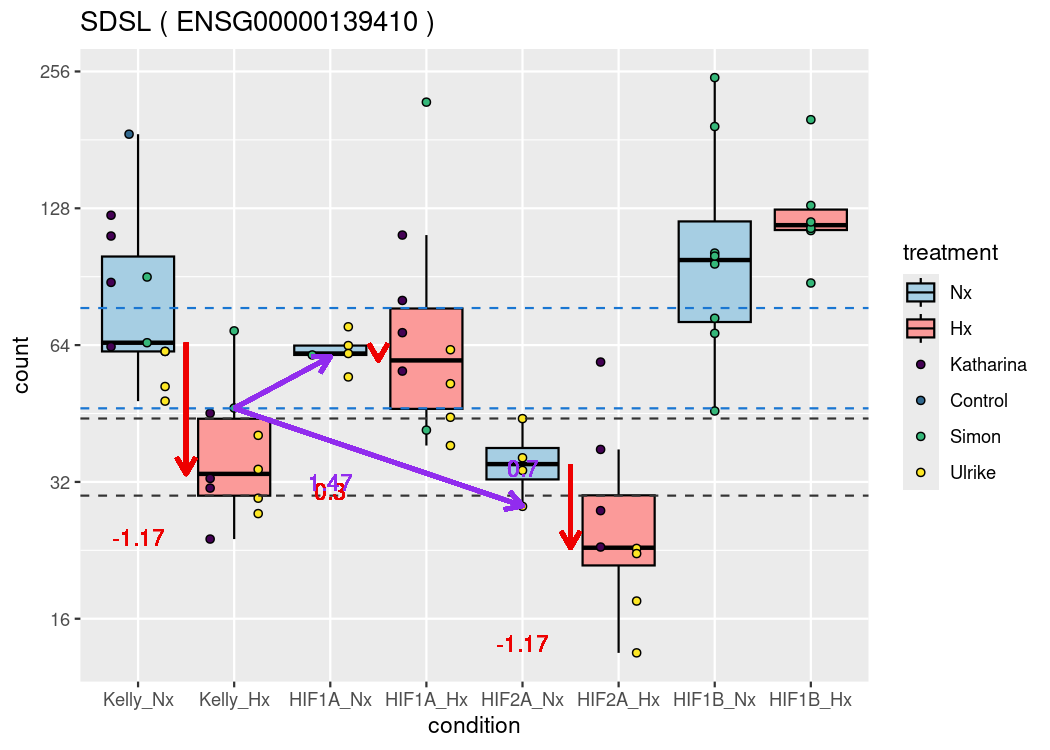 SDSL ( ENSG00000139410 )
count
256
128
64
32
16
-1.17
1.47
0.3
0.7
-1.17
Kelly_Nx Kelly_Hx HIF1A_Nx HIF1A_Hx HIF2A_Nx HIF2A_Hx HIF1B_Nx HIF1B_Hx
condition
treatment
Nx
Hx
Katharina
Control
Simon
Ulrike